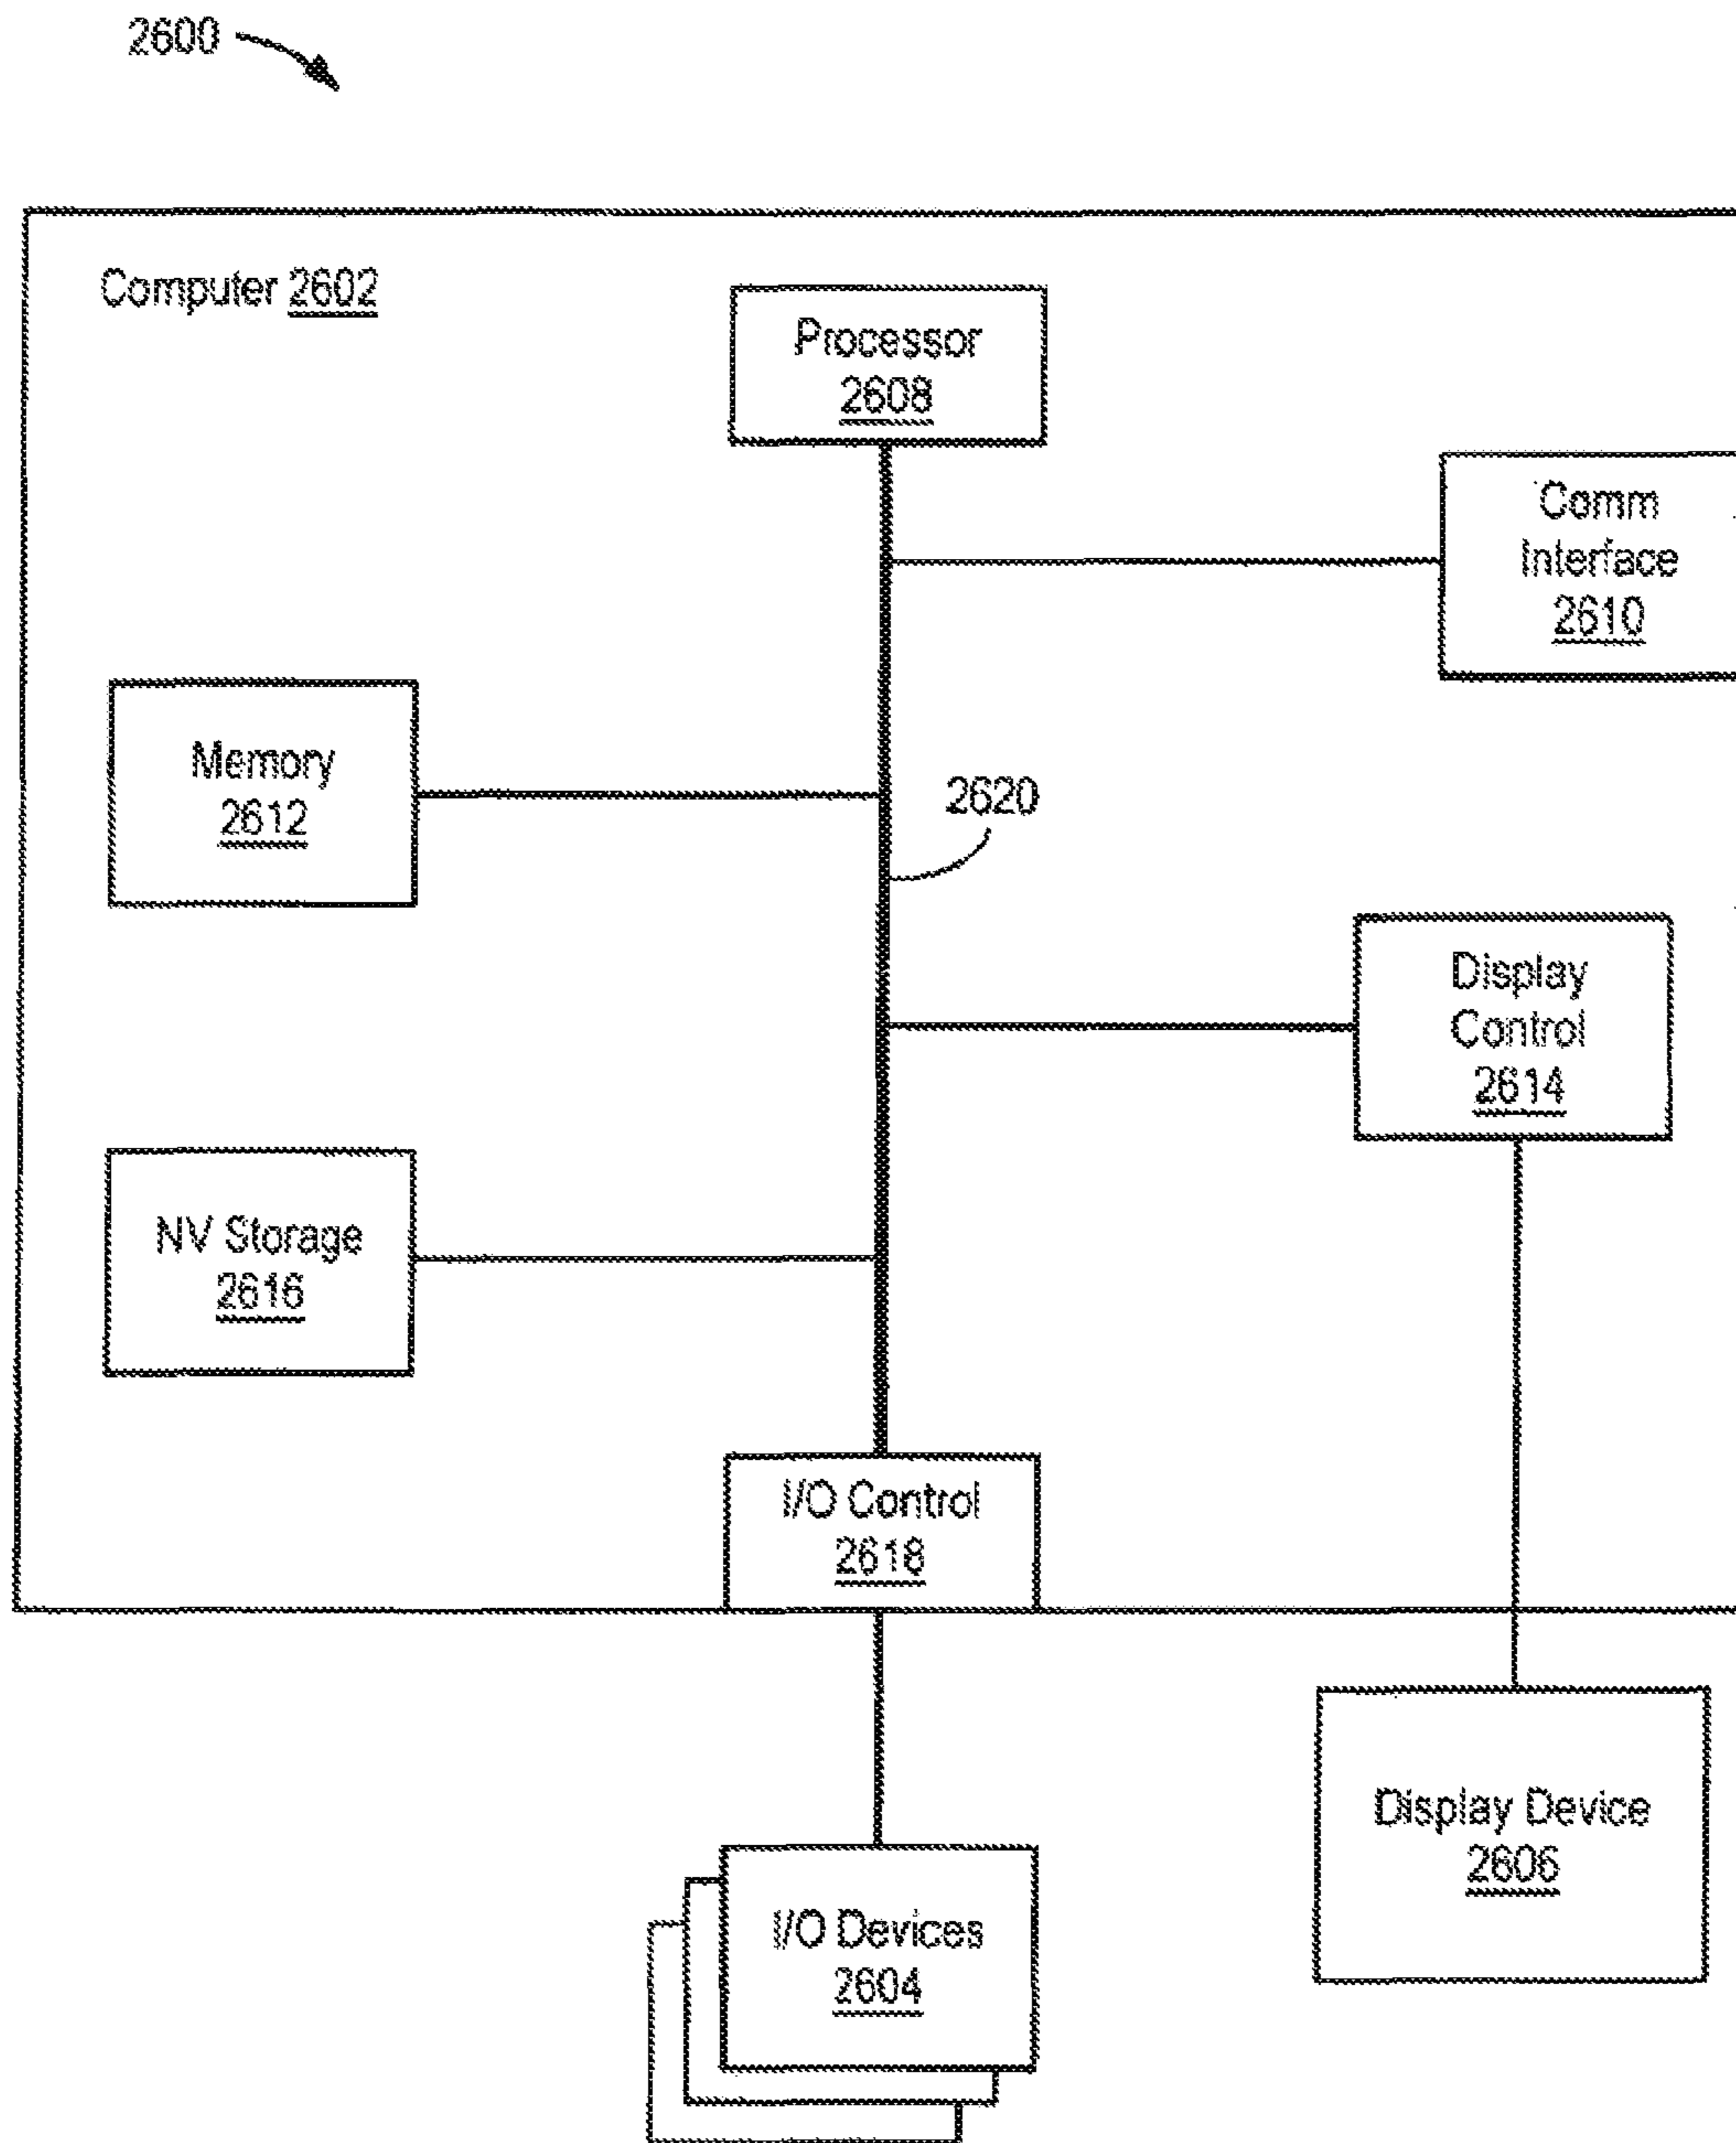 2600
Computer 2602
Processor
2608
Comm
Interface
2610
Memory
2612
2620
Display
Control
2614
NV Storage
2616
I/O Control
2618
Display Device
2606
I/O Devices
2604